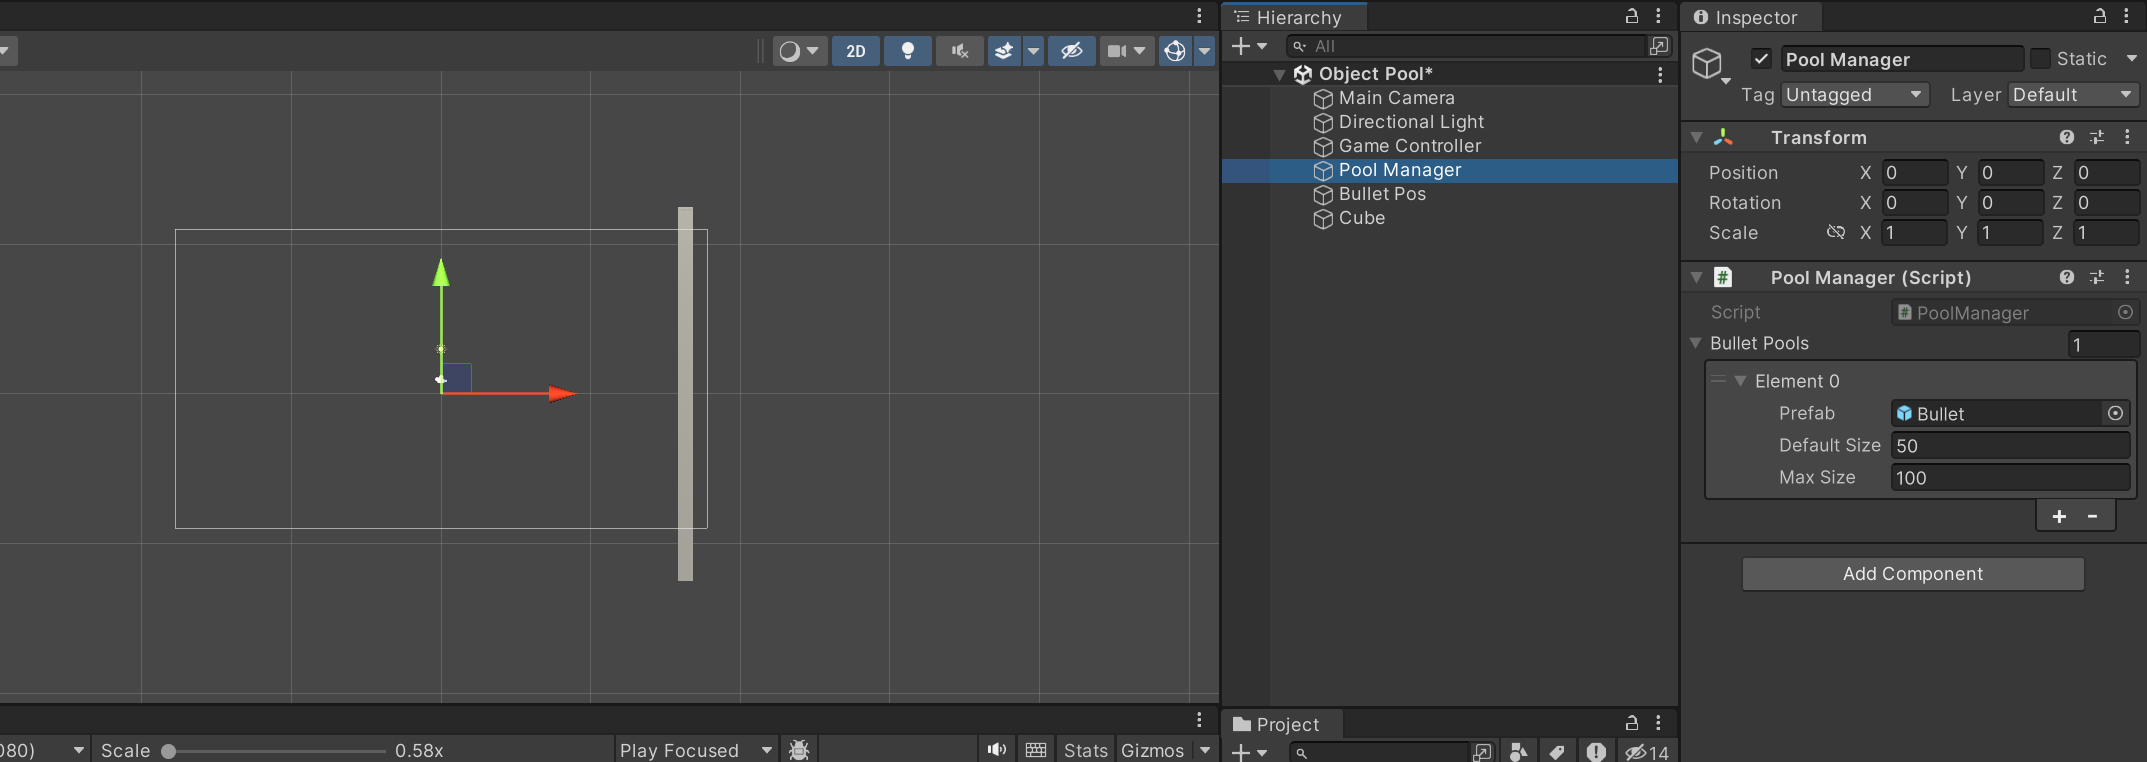 Hierarchy
Inspector
2D
All
Pool Manager
Static
Object Pool*
Tag Untagged Layer Default
Main Camera
Directional Light
Game Controller
Pool Manager
Bullet Pos
Cube
Transform
Position X 0 Y 0 Z 0
Rotation X 0 Y 0 Z 0
Scale X 1 Y 1 Z 1
Pool Manager (Script)
Script PoolManager
Bullet Pools 1
Element 0
Prefab Bullet
Default Size 50
Max Size 100
+ -
Add Component
Project
080) Scale 0.58x Play Focused Stats Gizmos
14